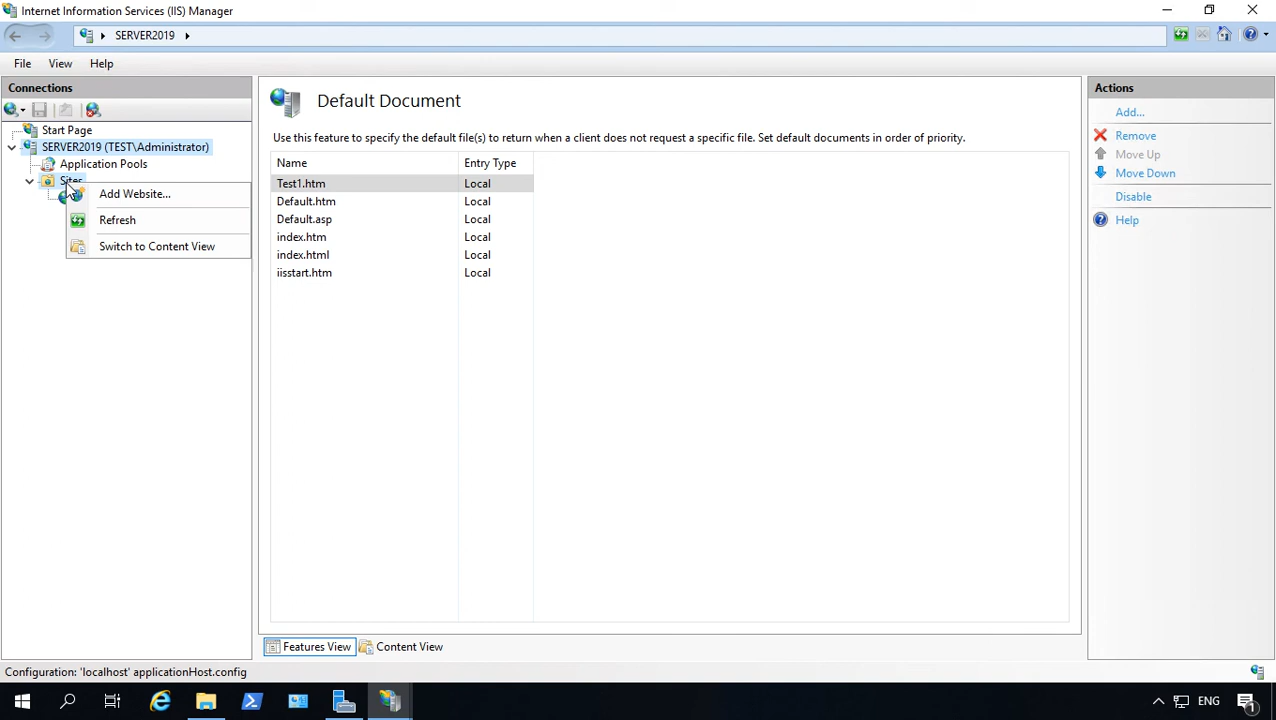 Internet Information Services (IIS) Manager
SERVER2019
File View Help
Connections
Start Page
SERVER2019 (TEST\Administrator)
Application Pools
Sites
Add Website...
Refresh
Switch to Content View
Default Document
Use this feature to specify the default file(s) to return when a client does not request a specific file. Set default documents in order of priority.
Name Entry Type
Test1.htm Local
Default.htm Local
Default.asp Local
index.htm Local
index.html Local
iisstart.htm Local
Features View Content View
Actions
Add...
Remove
Move Up
Move Down
Disable
Help
Configuration: 'localhost' applicationHost.config
ENG
1